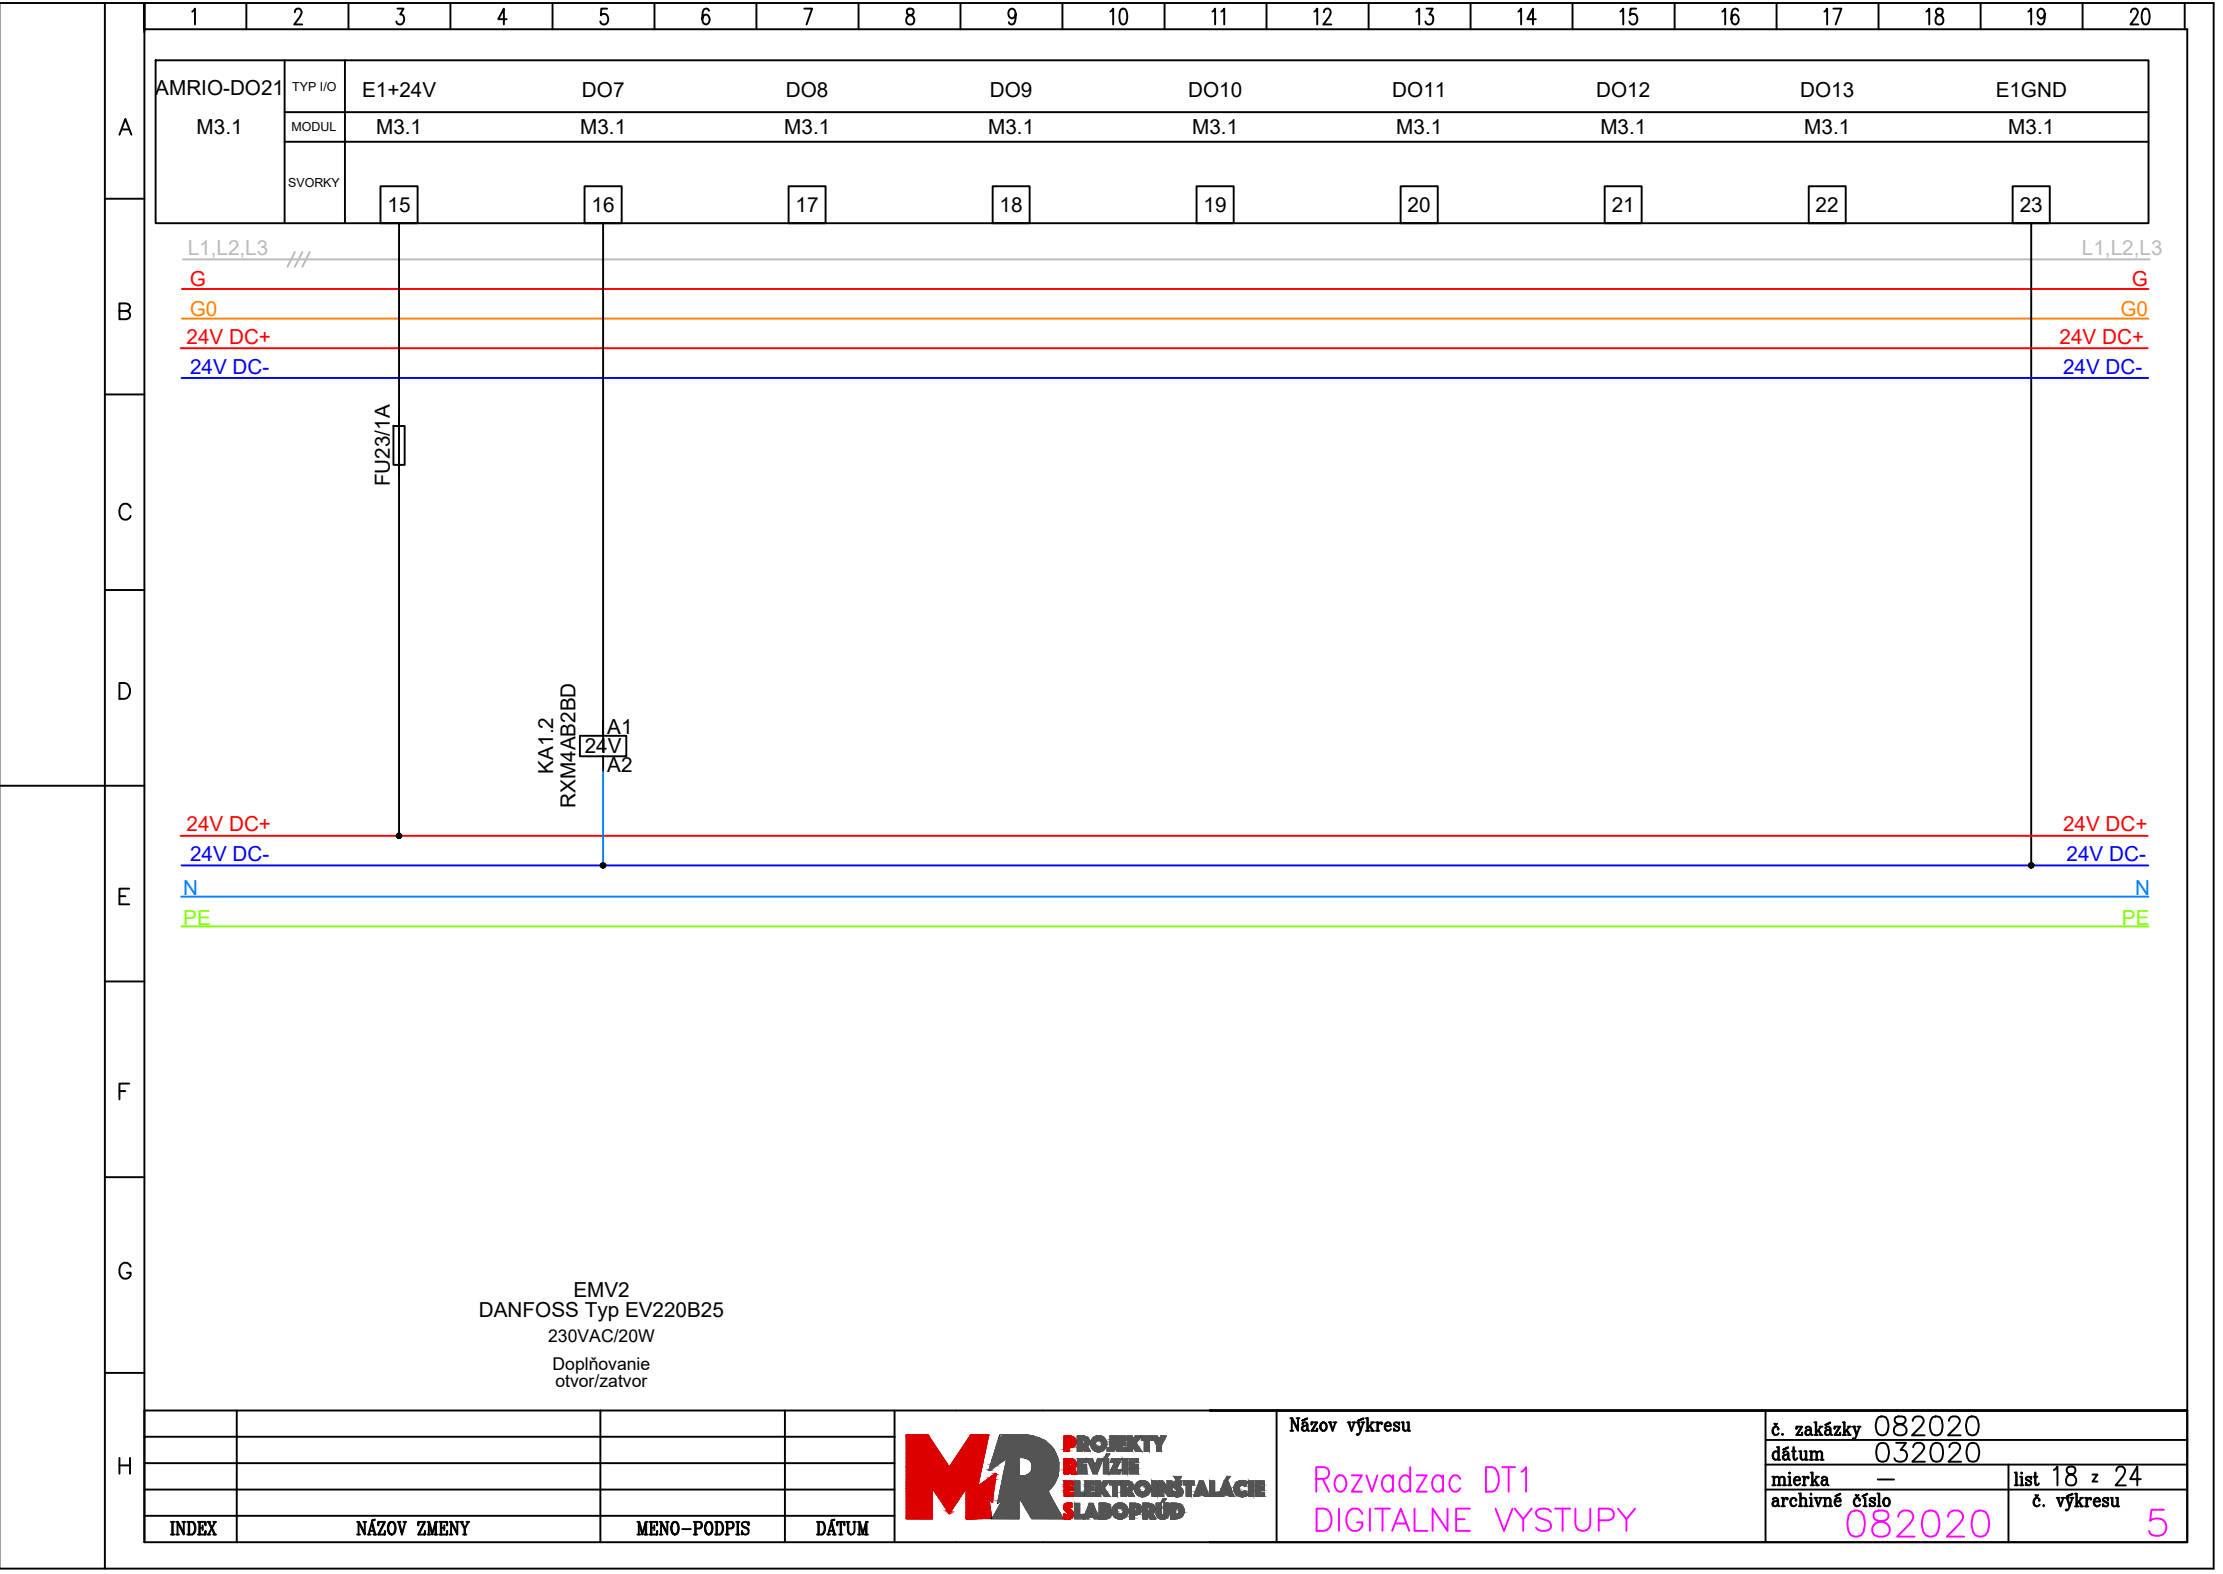 1 2 3 4 5 6 7 8 9 10 11 12 13 14 15 16 17 18 19 20
AMRIO-DO21 TYP I/O E1+24V DO7 DO8 DO9 DO10 DO11 DO12 DO13 E1GND
A M3.1 MODUL M3.1 M3.1 M3.1 M3.1 M3.1 M3.1 M3.1 M3.1 M3.1
SVORKY 15 16 17 18 19 20 21 22 23
L1,L2,L3 L1,L2,L3
G G
B G0 G0
24V DC+ 24V DC+
24V DC- 24V DC-
FU23/1A
C
D
KA1.2
RXM4AB2BD
A1
24V
A2
24V DC+ 24V DC+
24V DC- 24V DC-
E N N
PE PE
F
G
EMV2
DANFOSS Typ EV220B25
230VAC/20W
Doplňovanie
otvor/zatvor
H
INDEX NÁZOV ZMENY MENO-PODPIS DÁTUM
MR
PROJEKTY
REVÍZIE
ELEKTROINŠTALÁCIE
SLABOPRÚD
Názov výkresu
Rozvadzac DT1
DIGITALNE VYSTUPY
č. zakázky 082020
dátum 032020
mierka – list 18 z 24
archivné číslo č. výkresu
082020 5